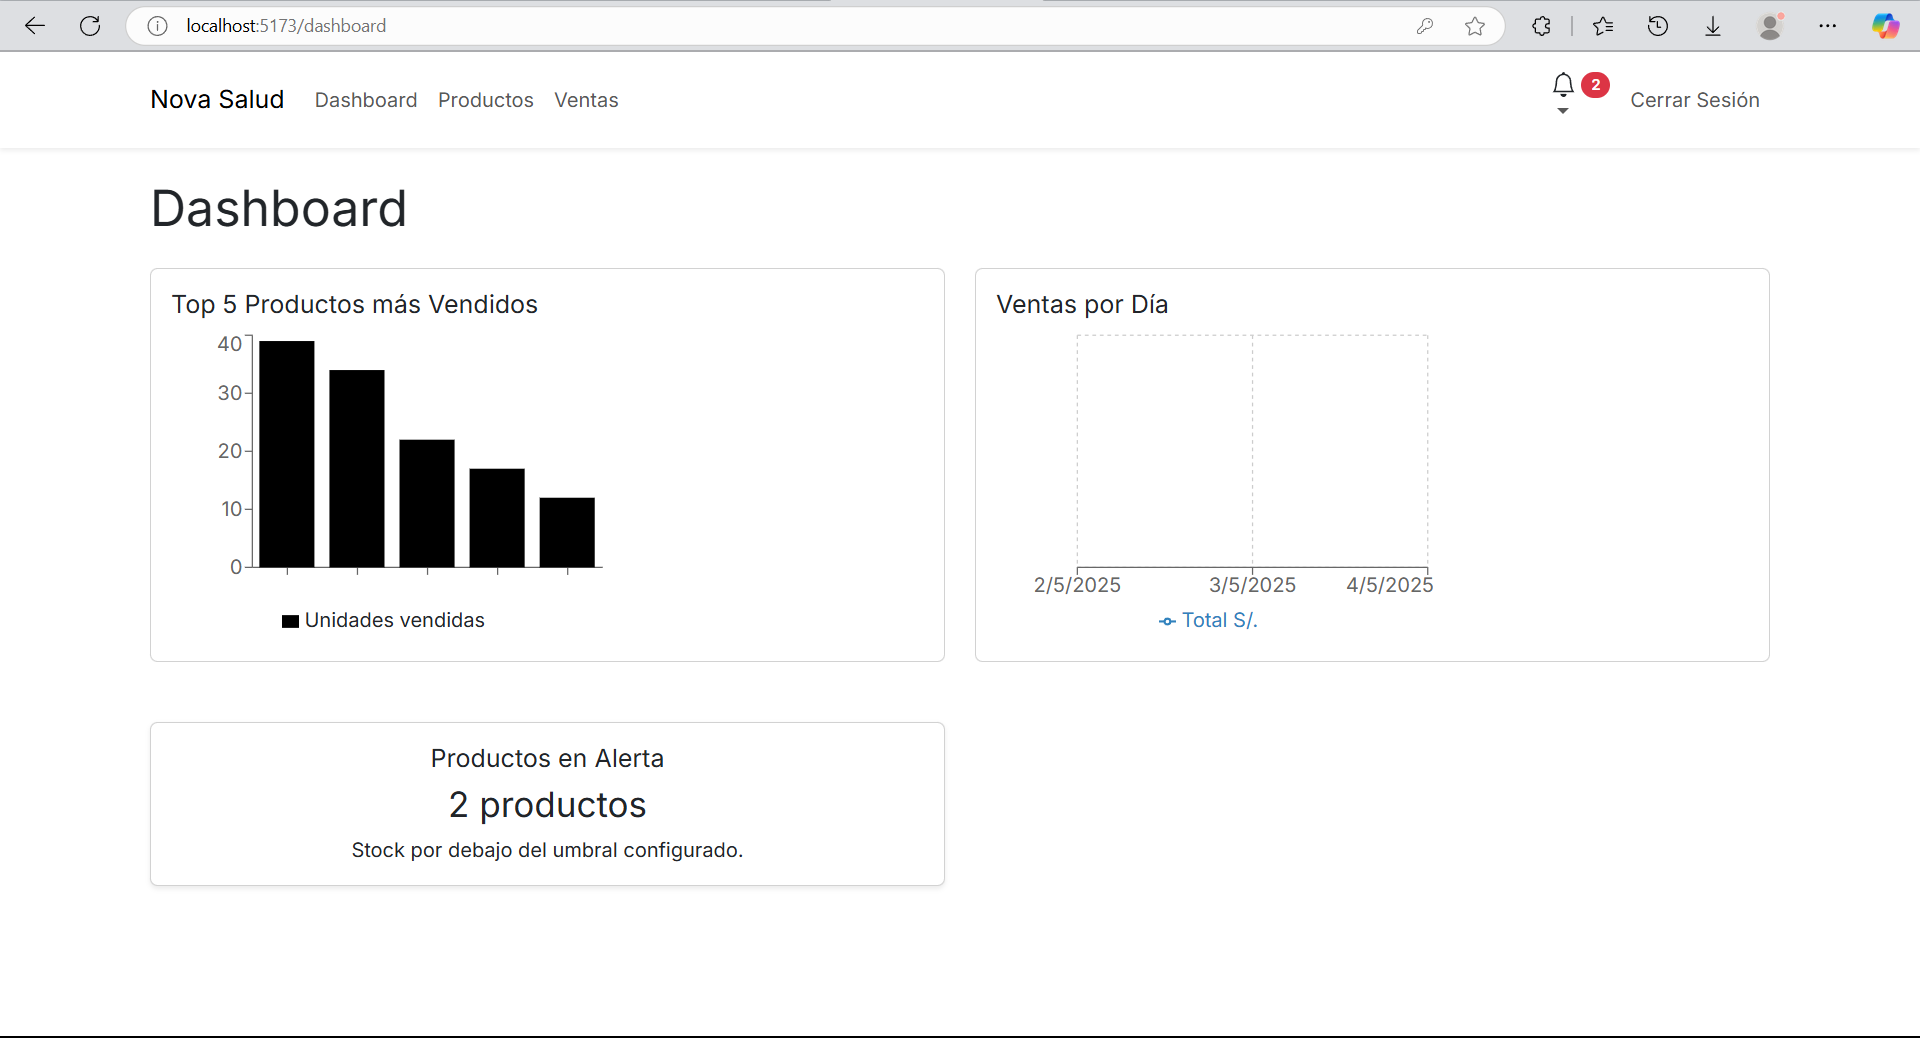 localhost:5173/dashboard
Nova Salud Dashboard Productos Ventas 2 Cerrar Sesión
Dashboard
Top 5 Productos más Vendidos
40
30
20
10
0
Unidades vendidas
Ventas por Día
2/5/2025 3/5/2025 4/5/2025
Total S/.
Productos en Alerta
2 productos
Stock por debajo del umbral configurado.